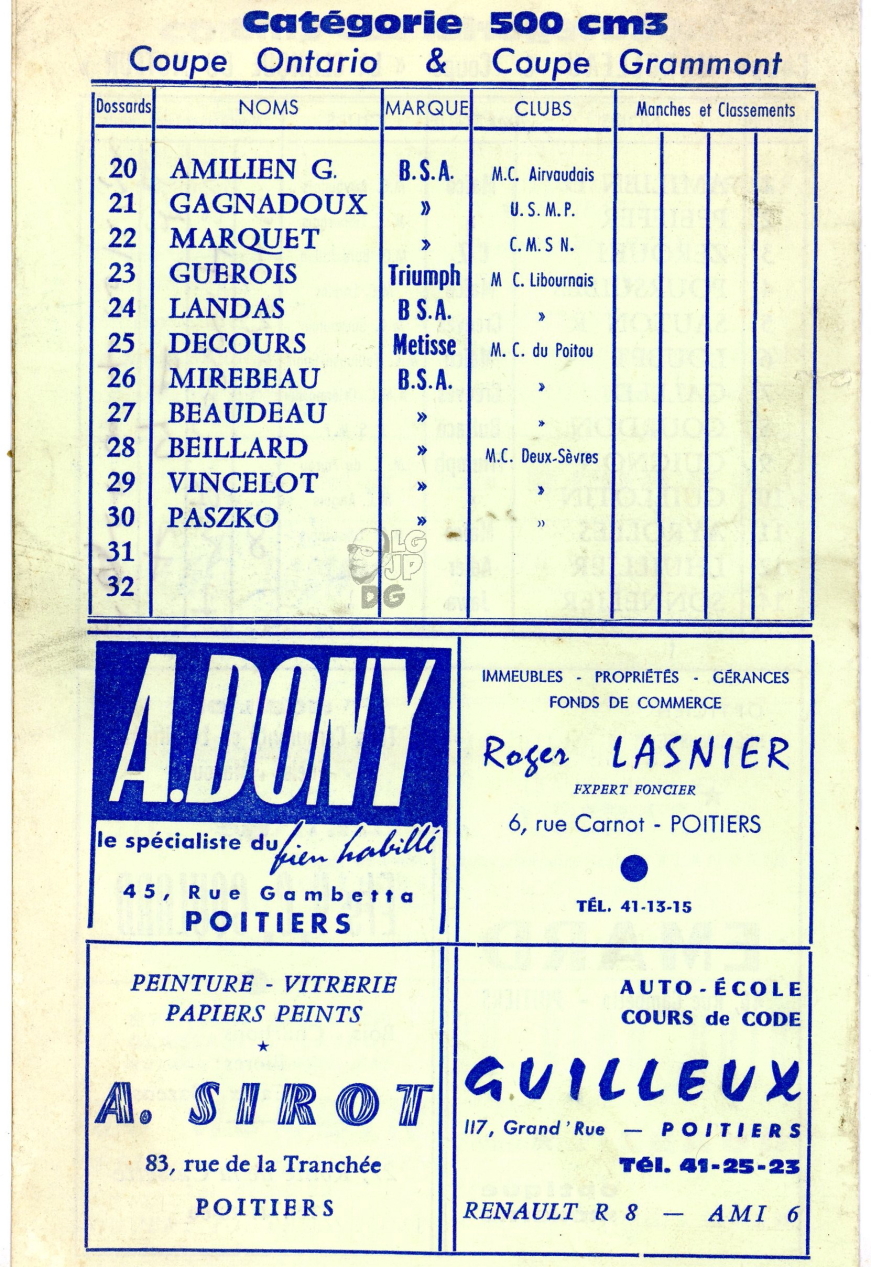 Catégorie 500 cm3
Coupe Ontario & Coupe Grammont
Dossards NOMS MARQUE CLUBS Manches et Classements
20 AMILIEN G. B.S.A. M.C. Airvaudais
21 GAGNADOUX » U.S.M.P.
22 MARQUET » C.M.S N.
23 GUEROIS Triumph M C. Libournais
24 LANDAS B S.A. »
25 DECOURS Metisse M. C. du Poitou
26 MIREBEAU B.S.A. »
27 BEAUDEAU » »
28 BEILLARD » M.C. Deux-Sèvres
29 VINCELOT » »
30 PASZKO » »
31
32
LG
JP
DG
A.DONY
le spécialiste du bien habillé
45, Rue Gambetta
POITIERS
IMMEUBLES - PROPRIÉTÉS - GÉRANCES
FONDS DE COMMERCE
Roger LASNIER
EXPERT FONCIER
6, rue Carnot - POITIERS
TÉL. 41-13-15
PEINTURE - VITRERIE
PAPIERS PEINTS
A. SIROT
83, rue de la Tranchée
POITIERS
AUTO-ÉCOLE
COURS de CODE
GUILLEUX
117, Grand'Rue — POITIERS
Tél. 41-25-23
RENAULT R 8 — AMI 6